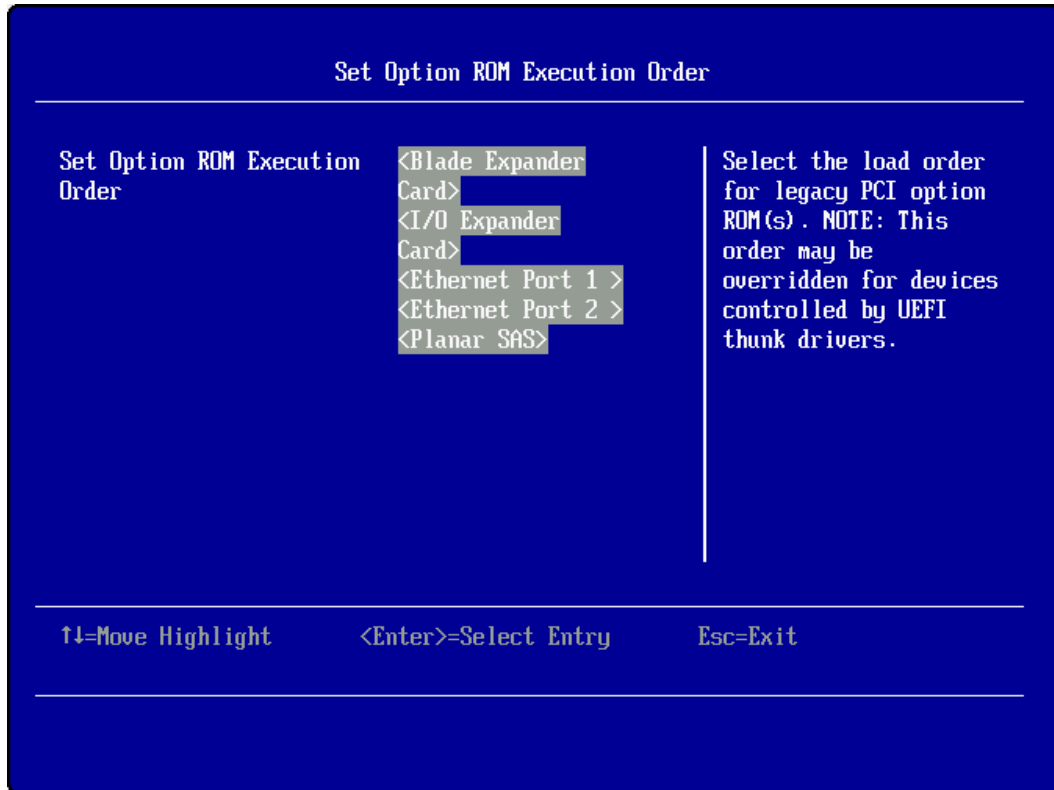 Set Option ROM Execution Order
Set Option ROM Execution
Order
<Blade Expander
Card>
<I/O Expander
Card>
<Ethernet Port 1 >
<Ethernet Port 2 >
<Planar SAS>
Select the load order
for legacy PCI option
ROM(s). NOTE: This
order may be
overridden for devices
controlled by UEFI
thunk drivers.
↑↓=Move Highlight <Enter>=Select Entry Esc=Exit